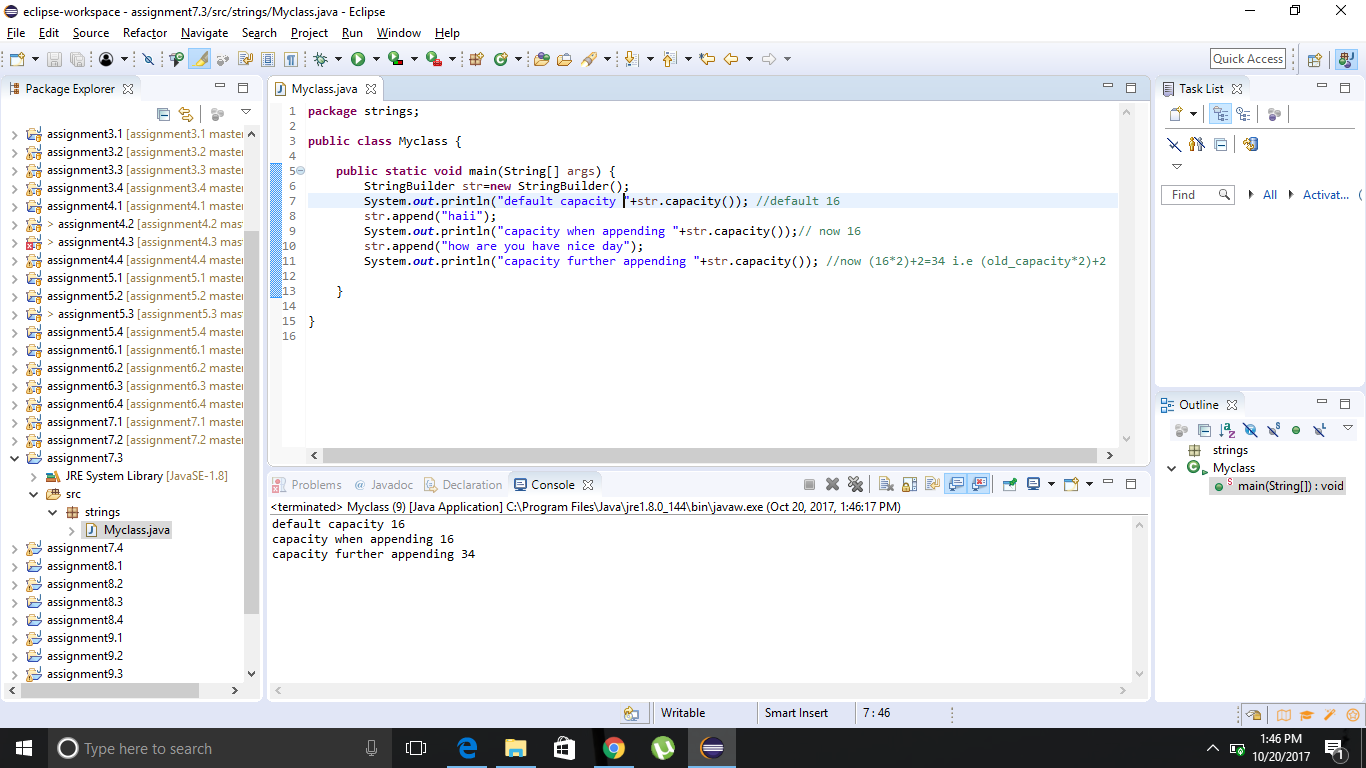 eclipse-workspace - assignment7.3/src/strings/Myclass.java - Eclipse
File Edit Source Refactor Navigate Search Project Run Window Help
Quick Access
Package Explorer
assignment3.1 [assignment3.1 master
assignment3.2 [assignment3.2 master
assignment3.3 [assignment3.3 master
assignment3.4 [assignment3.4 master
assignment4.1 [assignment4.1 master
> assignment4.2 [assignment4.2 mas
> assignment4.3 [assignment4.3 mas
assignment4.4 [assignment4.4 master
assignment5.1 [assignment5.1 master
assignment5.2 [assignment5.2 master
> assignment5.3 [assignment5.3 mas
assignment5.4 [assignment5.4 master
assignment6.1 [assignment6.1 master
assignment6.2 [assignment6.2 master
assignment6.3 [assignment6.3 master
assignment6.4 [assignment6.4 master
assignment7.1 [assignment7.1 master
assignment7.2 [assignment7.2 master
assignment7.3
JRE System Library [JavaSE-1.8]
src
strings
Myclass.java
assignment7.4
assignment8.1
assignment8.2
assignment8.3
assignment8.4
assignment9.1
assignment9.2
assignment9.3
Myclass.java
1 package strings;
2
3 public class Myclass {
4
5 public static void main(String[] args) {
6 StringBuilder str=new StringBuilder();
7 System.out.println("default capacity "+str.capacity()); //default 16
8 str.append("haii");
9 System.out.println("capacity when appending "+str.capacity());// now 16
10 str.append("how are you have nice day");
11 System.out.println("capacity further appending "+str.capacity()); //now (16*2)+2=34 i.e (old_capacity*2)+2
12
13 }
14
15 }
16
Problems @ Javadoc Declaration Console
<terminated> Myclass (9) [Java Application] C:\Program Files\Java\jre1.8.0_144\bin\javaw.exe (Oct 20, 2017, 1:46:17 PM)
default capacity 16
capacity when appending 16
capacity further appending 34
Task List
Find All Activat... (
Outline
strings
Myclass
main(String[]) : void
Writable Smart Insert 7 : 46
Type here to search
1:46 PM
10/20/2017
1